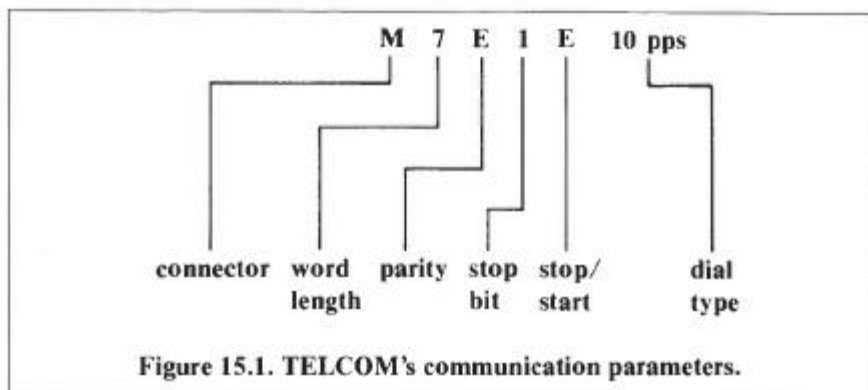 M 7 E 1 E 10 pps
connector word parity stop stop/ dial
length bit start type
Figure 15.1. TELCOM's communication parameters.